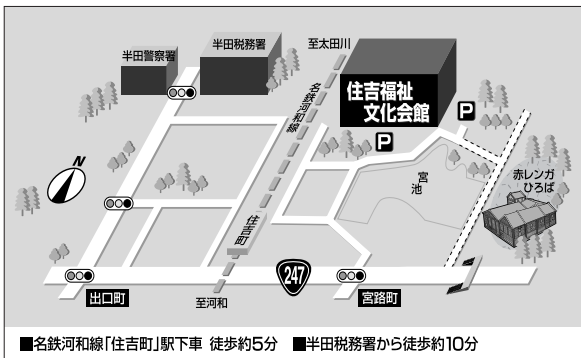 半田警察署
半田税務署
至太田川
住吉福祉
文化会館
P
P
名鉄河和線
N
赤レンガ
ひろば
宮池
住吉町
247
出口町
宮路町
至河和
■名鉄河和線「住吉町」駅下車 徒歩約5分 ■半田税務署から徒歩約10分